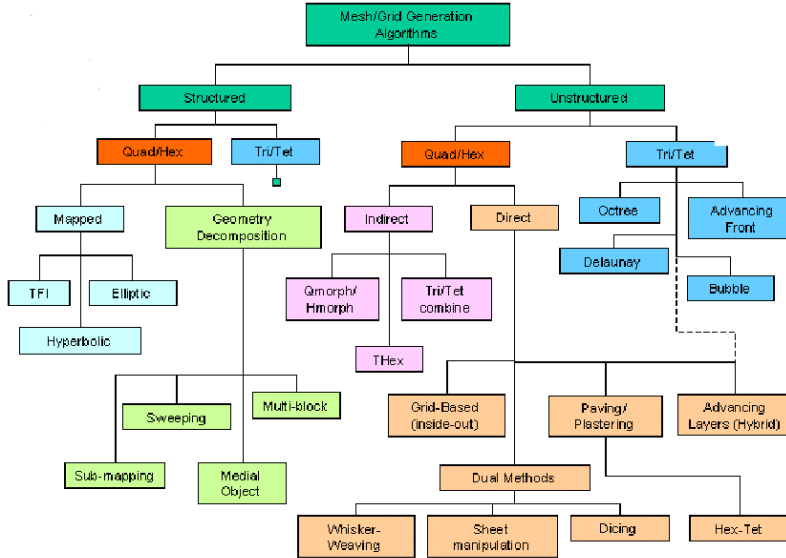 Mesh/Grid Generation
Algorithms
Structured
Unstructured
Quad/Hex
Tri/Tet
Quad/Hex
Tri/Tet
Mapped
Geometry
Decomposition
Indirect
Direct
Octree
Advancing
Front
Delaunay
Bubble
TFI
Elliptic
Hyperbolic
Qmorph/
Hmorph
Tri/Tet
combine
THex
Sweeping
Multi-block
Sub-mapping
Medial
Object
Grid-Based
(inside-out)
Paving/
Plastering
Advancing
Layers (Hybrid)
Dual Methods
Whisker-
Weaving
Sheet
manipulation
Dicing
Hex-Tet